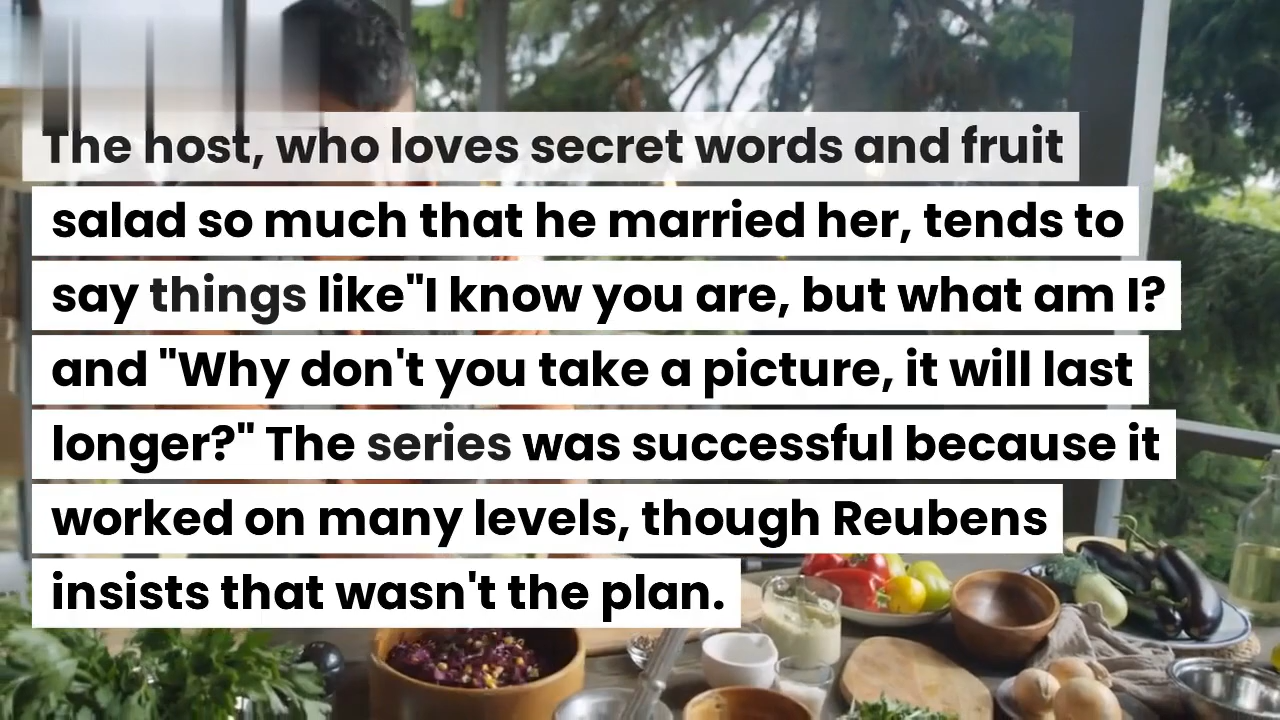 The host, who loves secret words and fruit
salad so much that he married her, tends to
say things like"I know you are, but what am I?
and "Why don't you take a picture, it will last
longer?" The series was successful because it
worked on many levels, though Reubens
insists that wasn't the plan.